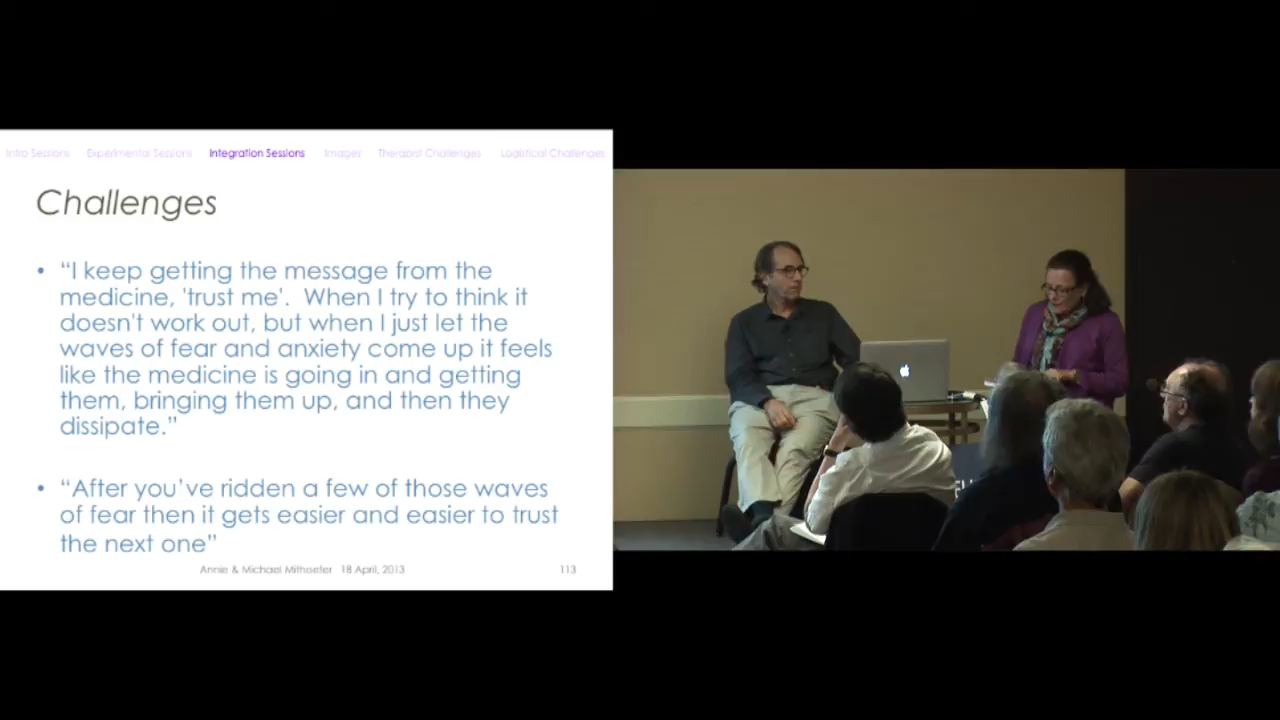 Intro Sessions Experimental Sessions Integration Sessions Images Therapist Challenges Logistical Challenges
Challenges
• “I keep getting the message from the
medicine, 'trust me'. When I try to think it
doesn't work out, but when I just let the
waves of fear and anxiety come up it feels
like the medicine is going in and getting
them, bringing them up, and then they
dissipate.”
• “After you’ve ridden a few of those waves
of fear then it gets easier and easier to trust
the next one”
Annie & Michael Mithoefer 18 April, 2013 113